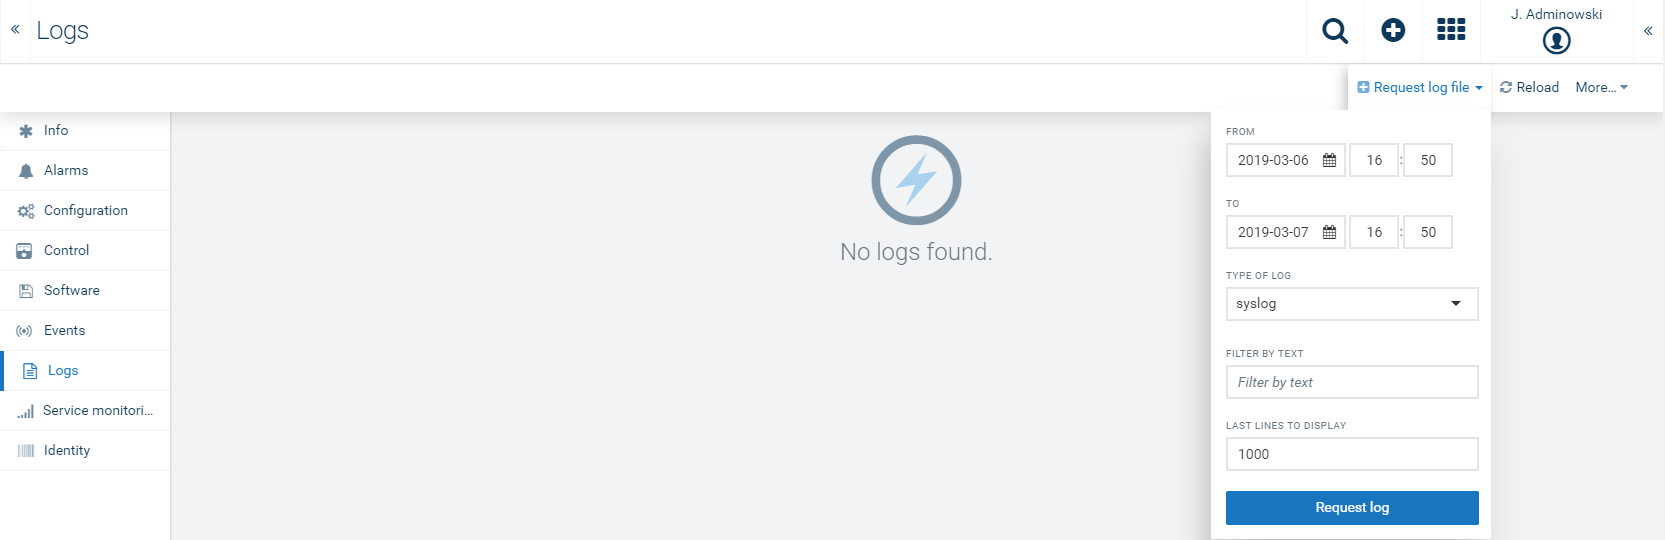 «
Logs
J. Adminowski
«
Request log file
Reload
More...
Info
Alarms
Configuration
Control
Software
Events
Logs
Service monitori...
Identity
No logs found.
FROM
2019-03-06 16 : 50
TO
2019-03-07 16 : 50
TYPE OF LOG
syslog
FILTER BY TEXT
Filter by text
LAST LINES TO DISPLAY
1000
Request log